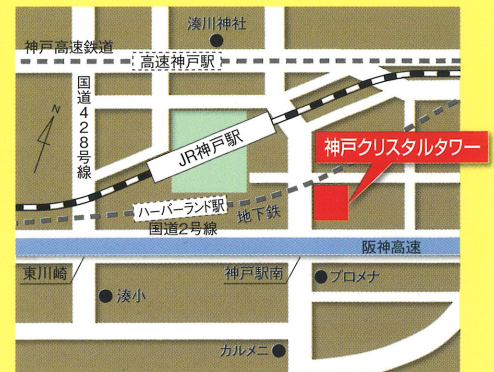 湊川神社
神戸高速鉄道
高速神戸駅
国道428号線
N
JR神戸駅
神戸クリスタルタワー
ハーバーランド駅
地下鉄
国道2号線
阪神高速
東川崎
神戸駅南
プロメナ
湊小
カルメニ